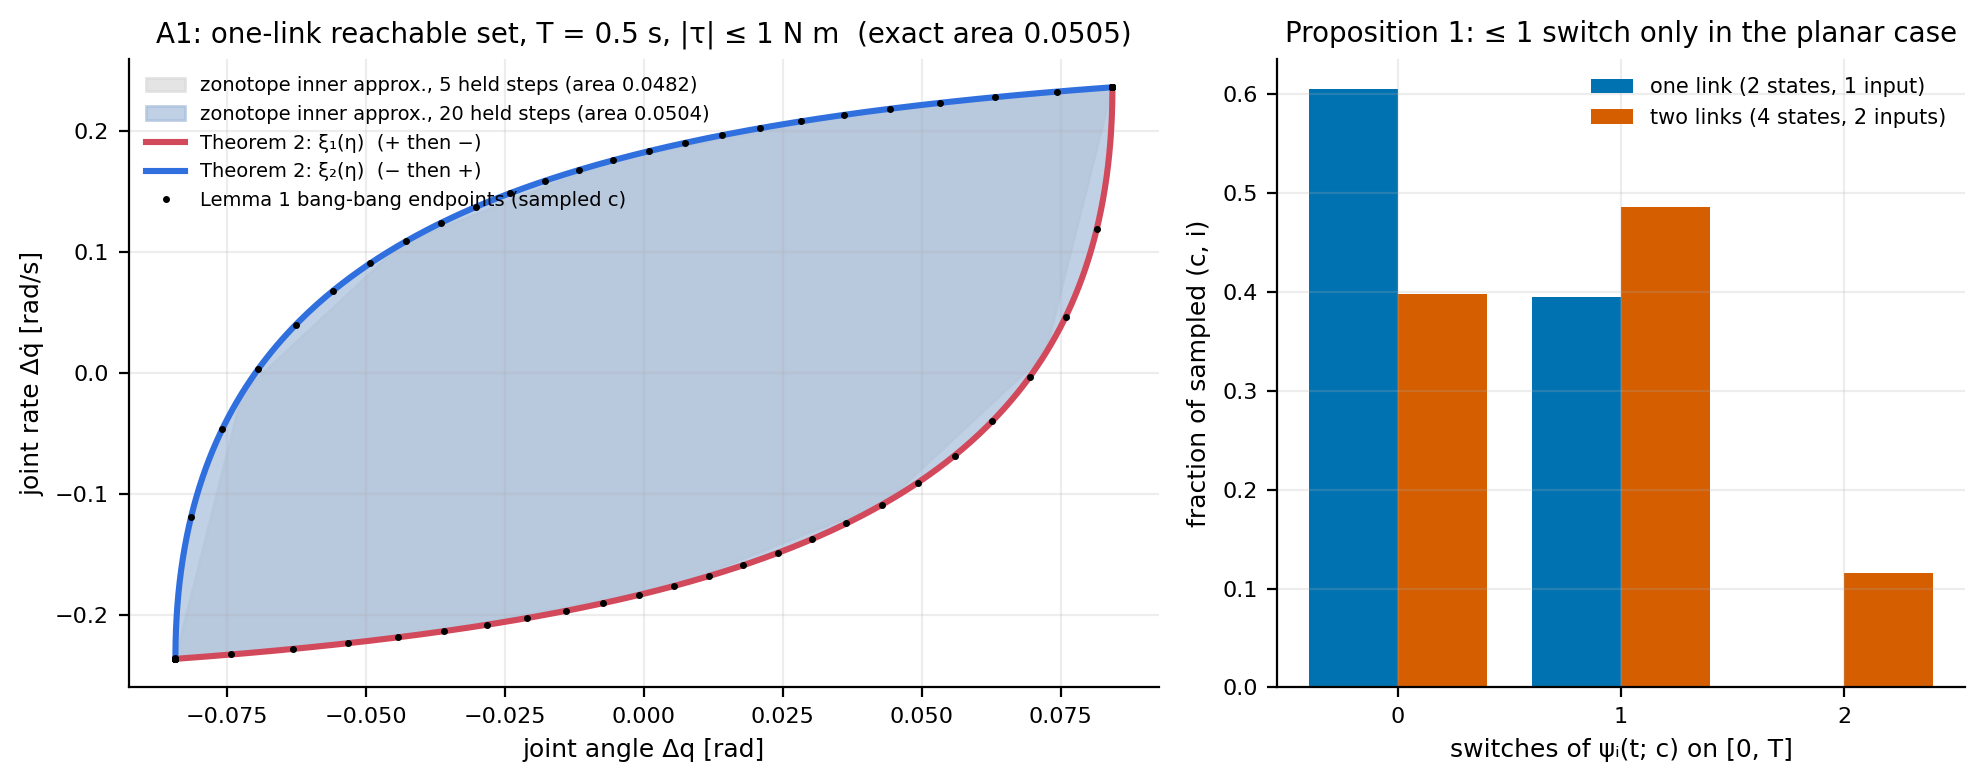 A1: one-link reachable set, T = 0.5 s, |τ| ≤ 1 N m  (exact area 0.0505)
zonotope inner approx., 5 held steps (area 0.0482)
zonotope inner approx., 20 held steps (area 0.0504)
Theorem 2: ξ₁(η)  (+ then −)
Theorem 2: ξ₂(η)  (− then +)
Lemma 1 bang-bang endpoints (sampled c)
joint rate Δq̇ [rad/s]
0.2
0.1
0.0
−0.1
−0.2
−0.075
−0.050
−0.025
0.000
0.025
0.050
0.075
joint angle Δq [rad]
Proposition 1: ≤ 1 switch only in the planar case
one link (2 states, 1 input)
two links (4 states, 2 inputs)
fraction of sampled (c, i)
0.6
0.5
0.4
0.3
0.2
0.1
0.0
0
1
2
switches of ψᵢ(t; c) on [0, T]